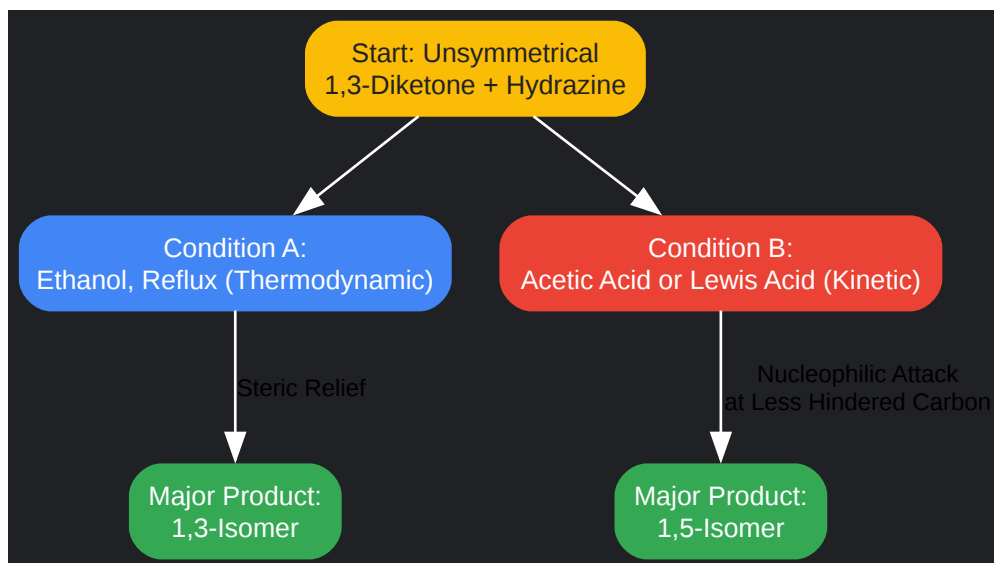 Start: Unsymmetrical
1,3-Diketone + Hydrazine
Condition A:
Ethanol, Reflux (Thermodynamic)
Condition B:
Acetic Acid or Lewis Acid (Kinetic)
Steric Relief
Nucleophilic Attack
at Less Hindered Carbon
Major Product:
1,3-Isomer
Major Product:
1,5-Isomer